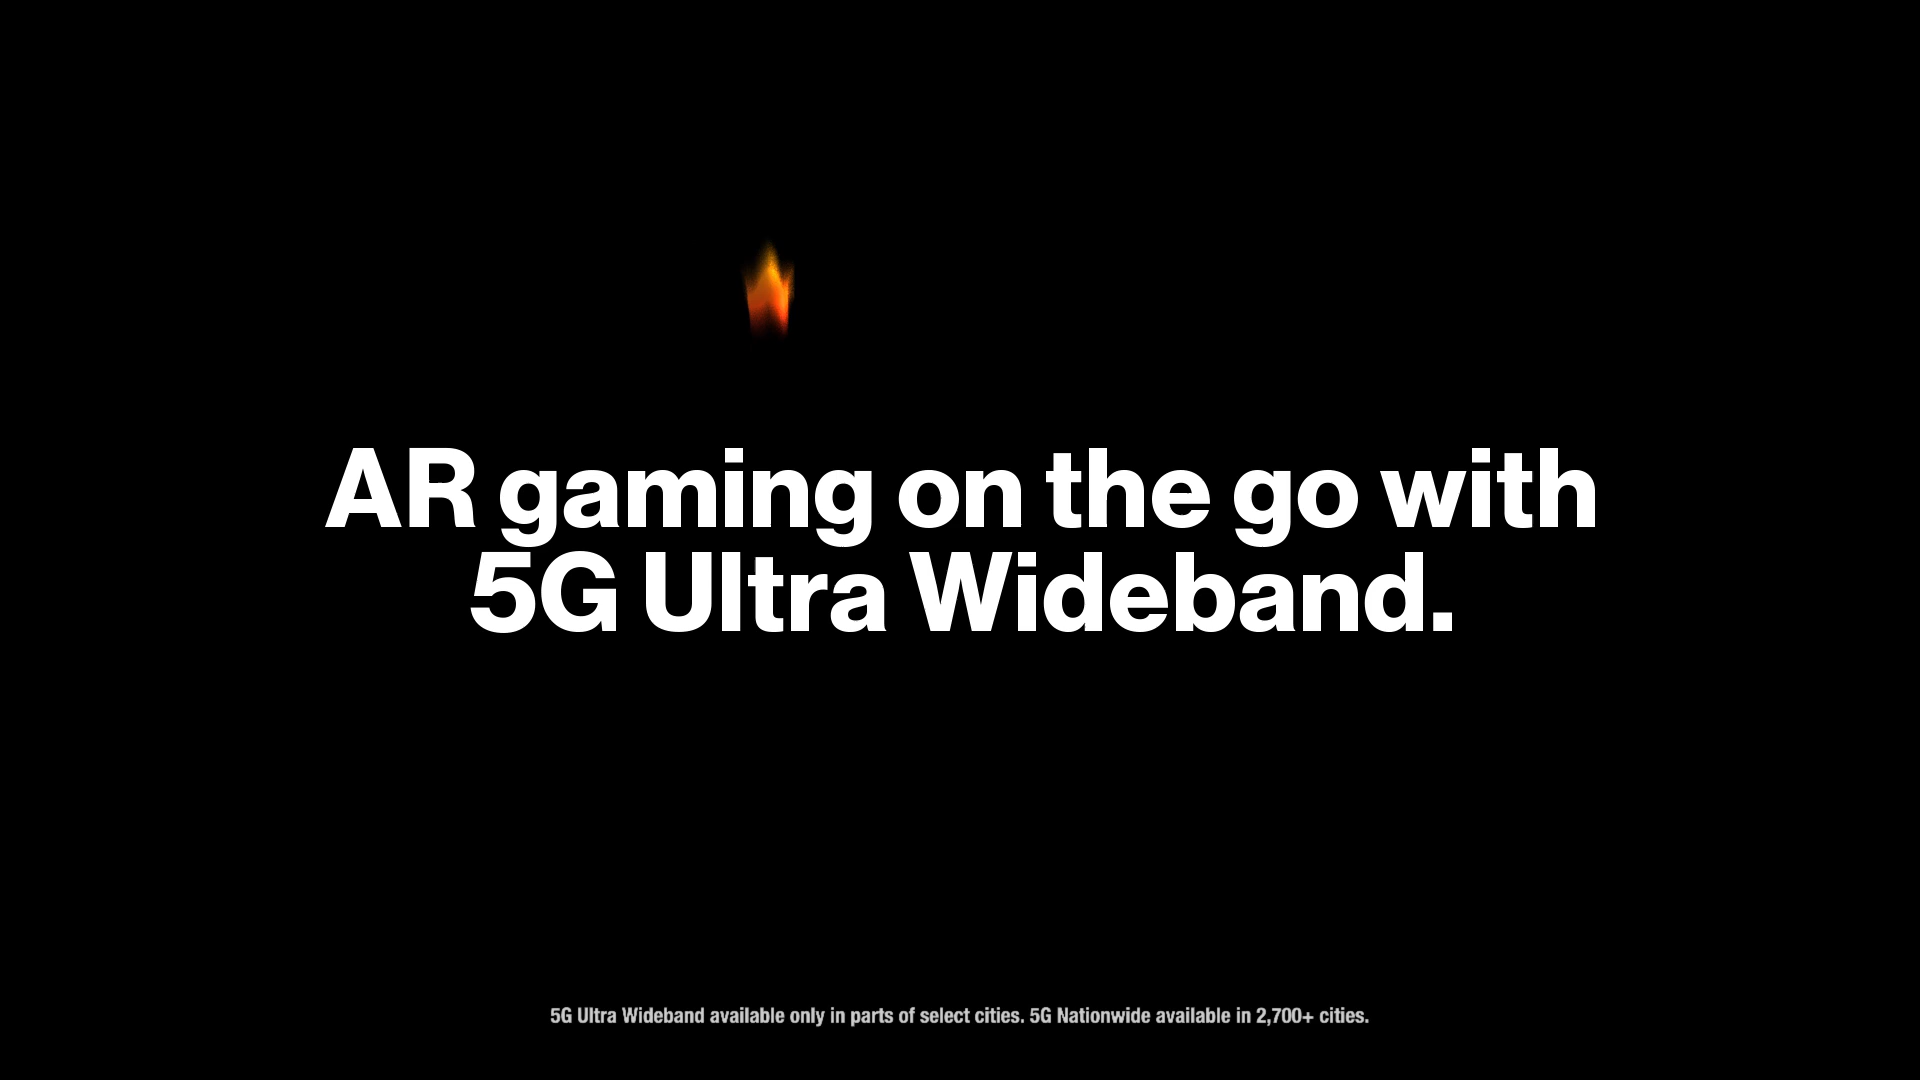 AR gaming on the go with
5G Ultra Wideband.
5G Ultra Wideband available only in parts of select cities. 5G Nationwide available in 2,700+ cities.